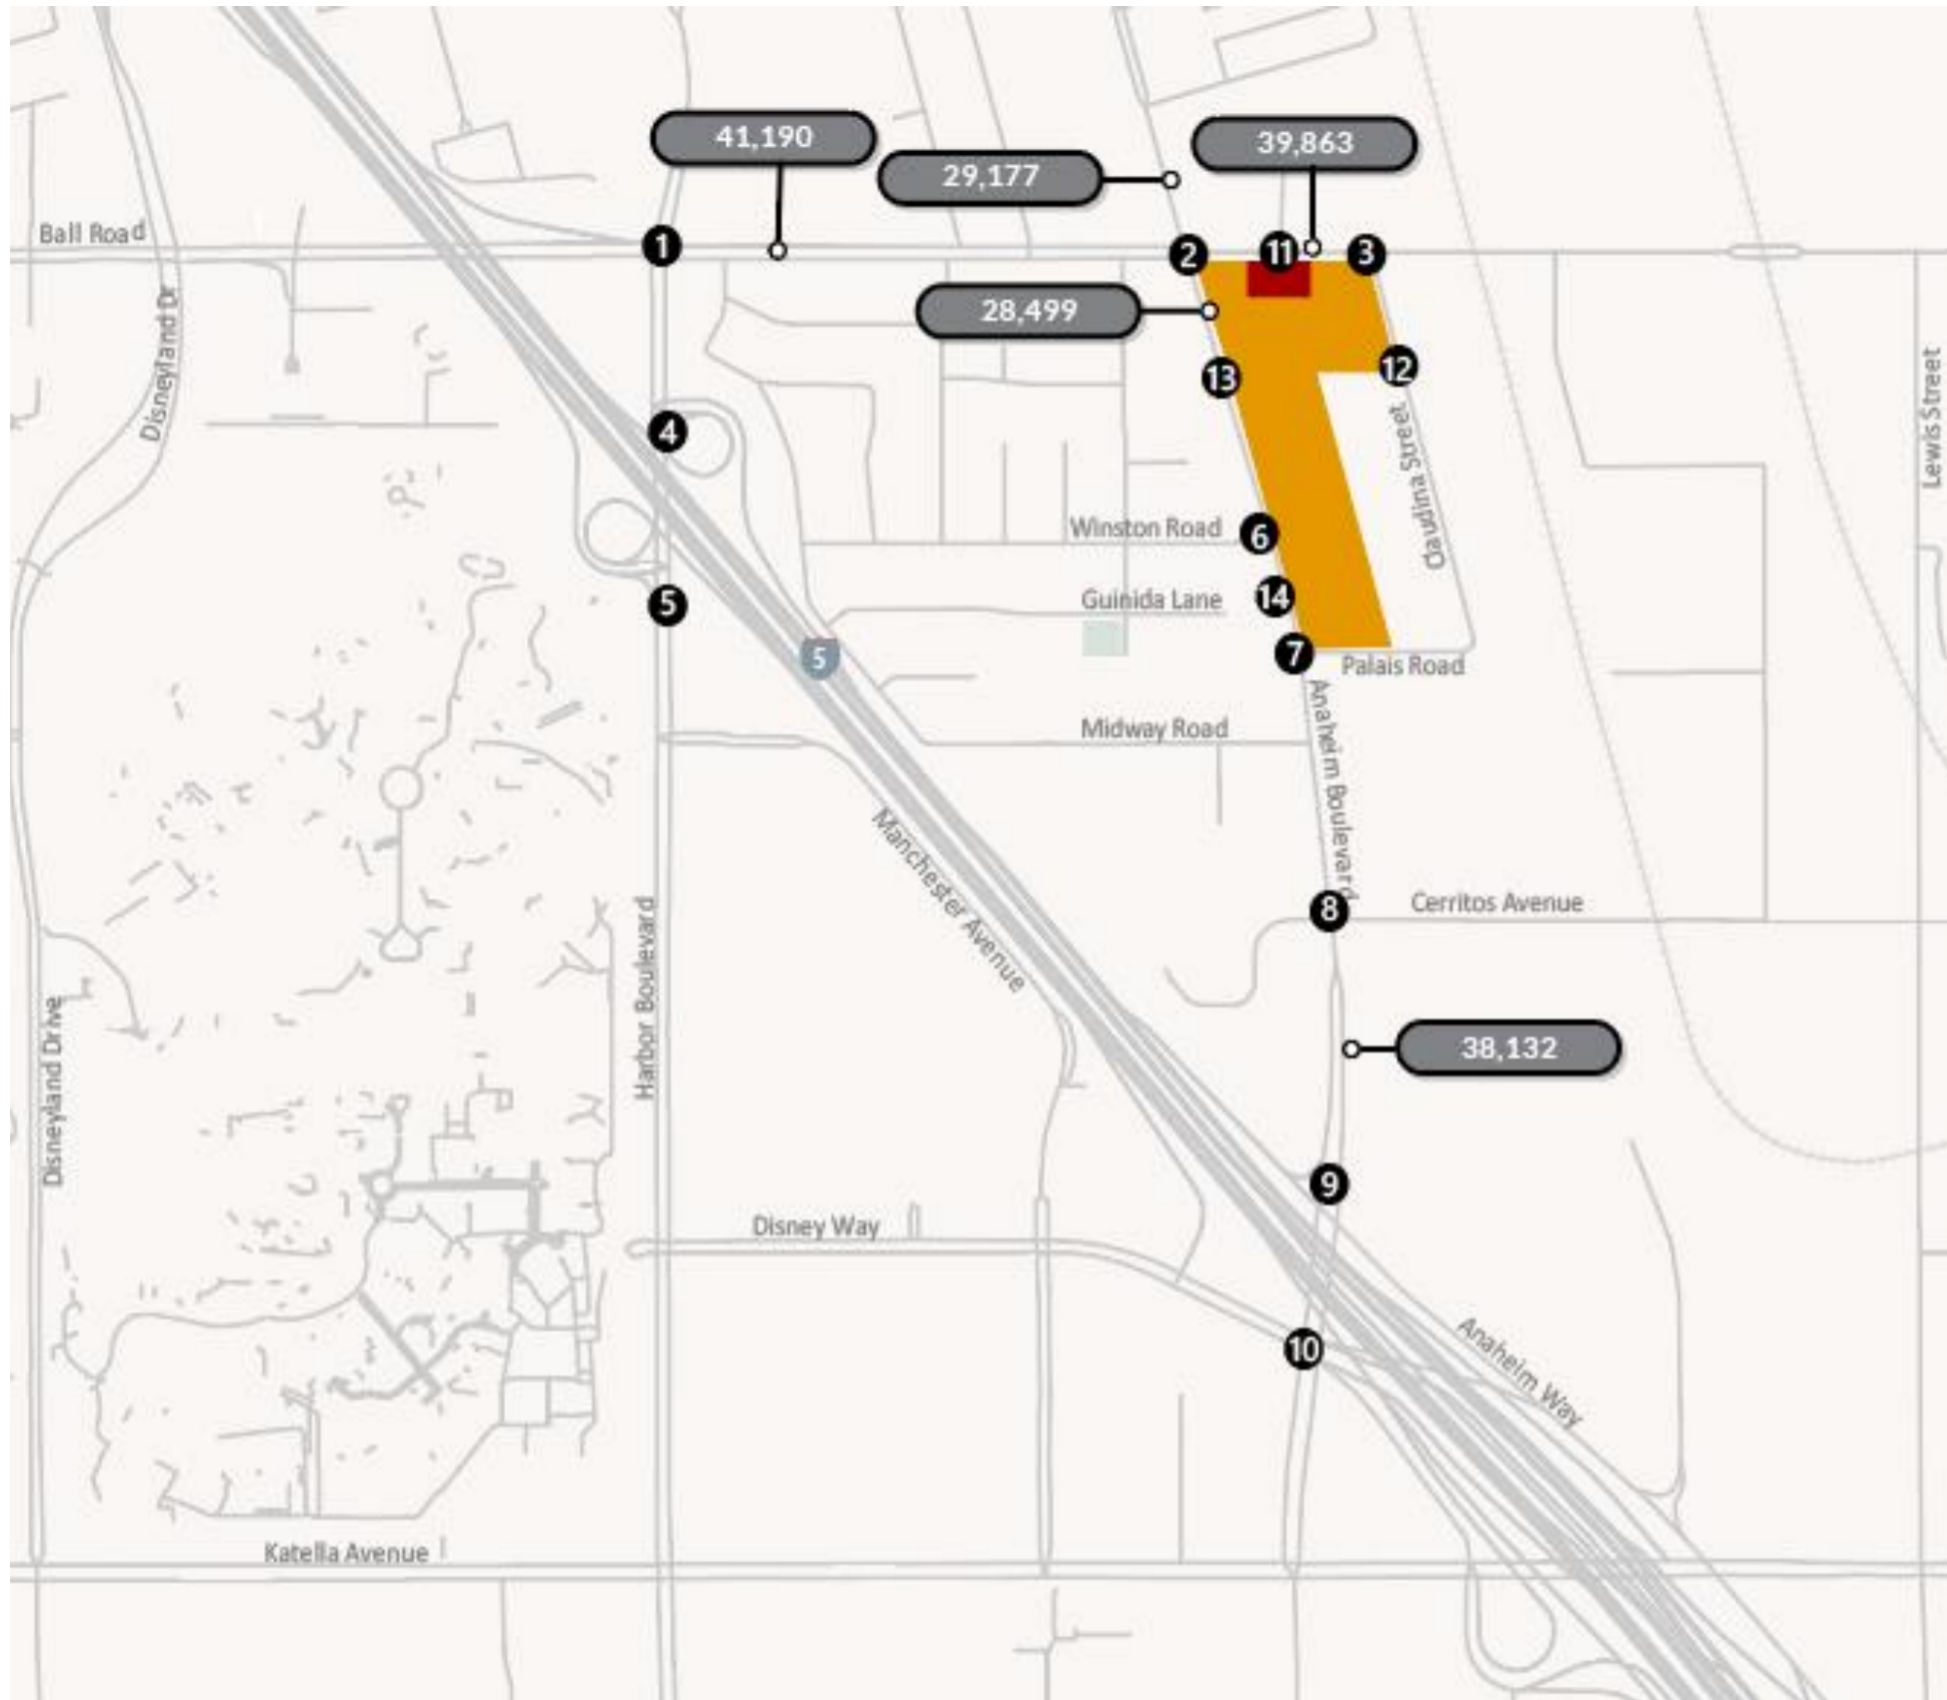 41,190
39,863
29,177
Ball Road
1
2
11
3
28,499
Disneyland Dr
13
12
Lewis Street
4
Claudina Street
Winston Road
6
5
Guinida Lane
14
5
7
Palais Road
Midway Road
Anaheim Boulevard
Manchester Avenue
8
Cerritos Avenue
Harbor Boulevard
Disneyland Drive
38,132
9
Disney Way
10
Anaheim Way
Katella Avenue